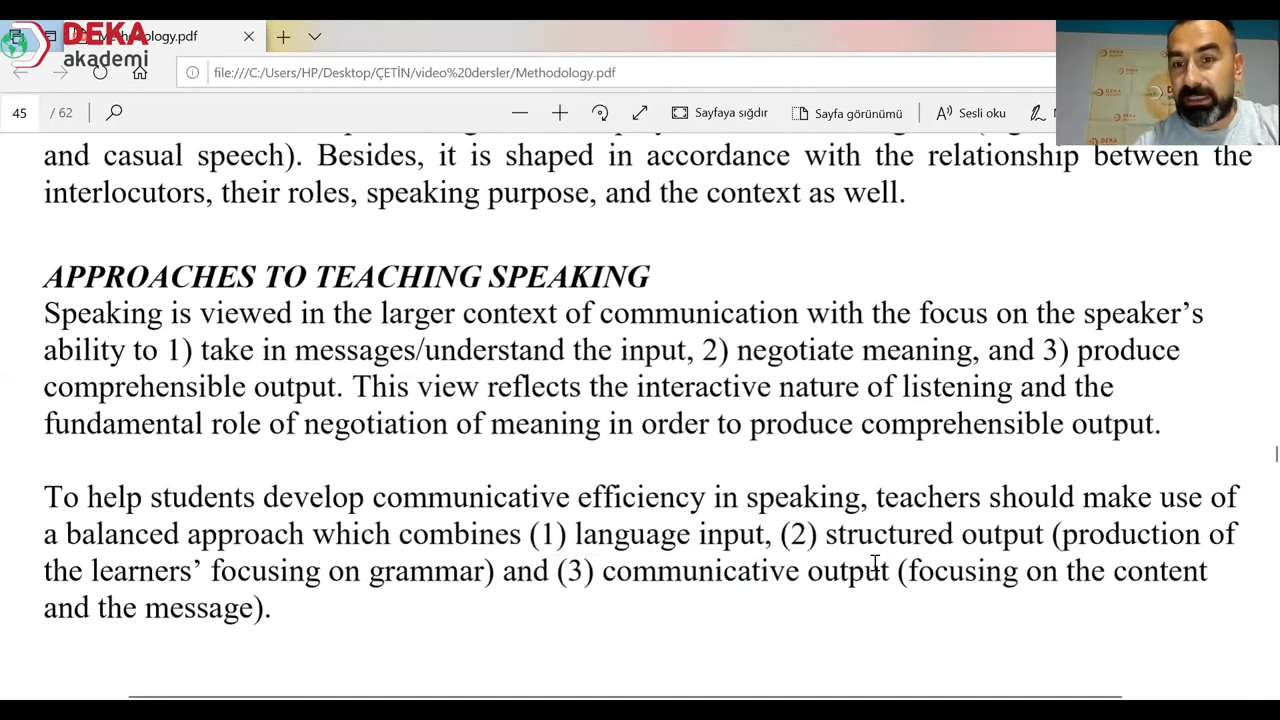 DEKA
akademi
Methodology.pdf
file:///C:/Users/HP/Desktop/ÇETİN/video%20dersler/Methodology.pdf
45 / 62 Sayfaya sığdır Sayfa görünümü Sesli oku
and casual speech). Besides, it is shaped in accordance with the relationship between the
interlocutors, their roles, speaking purpose, and the context as well.
APPROACHES TO TEACHING SPEAKING
Speaking is viewed in the larger context of communication with the focus on the speaker’s
ability to 1) take in messages/understand the input, 2) negotiate meaning, and 3) produce
comprehensible output. This view reflects the interactive nature of listening and the
fundamental role of negotiation of meaning in order to produce comprehensible output.
To help students develop communicative efficiency in speaking, teachers should make use of
a balanced approach which combines (1) language input, (2) structured output (production of
the learners’ focusing on grammar) and (3) communicative output (focusing on the content
and the message).